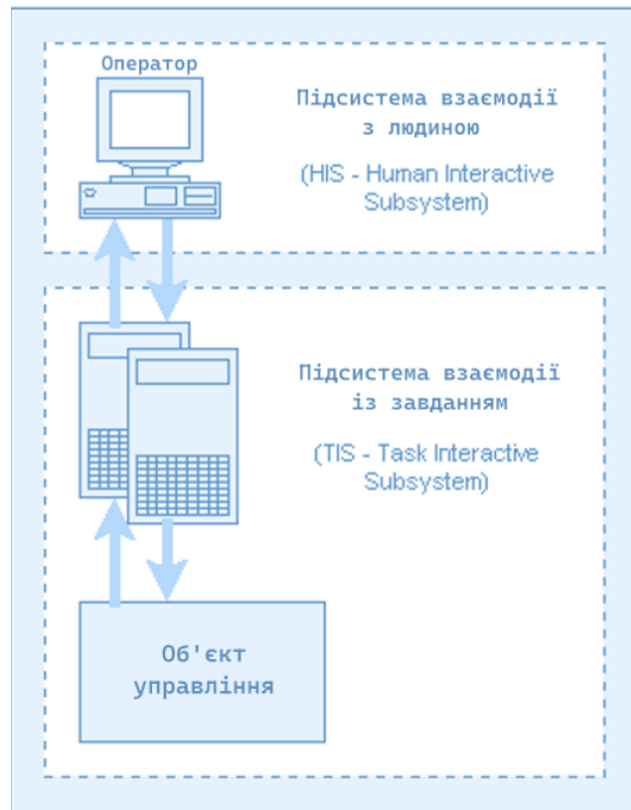 Оператор
Підсистема взаємодії
з людиною
(HIS - Human Interactive
Subsystem)
Підсистема взаємодії
із завданням
(TIS - Task Interactive
Subsystem)
Об'єкт
управління